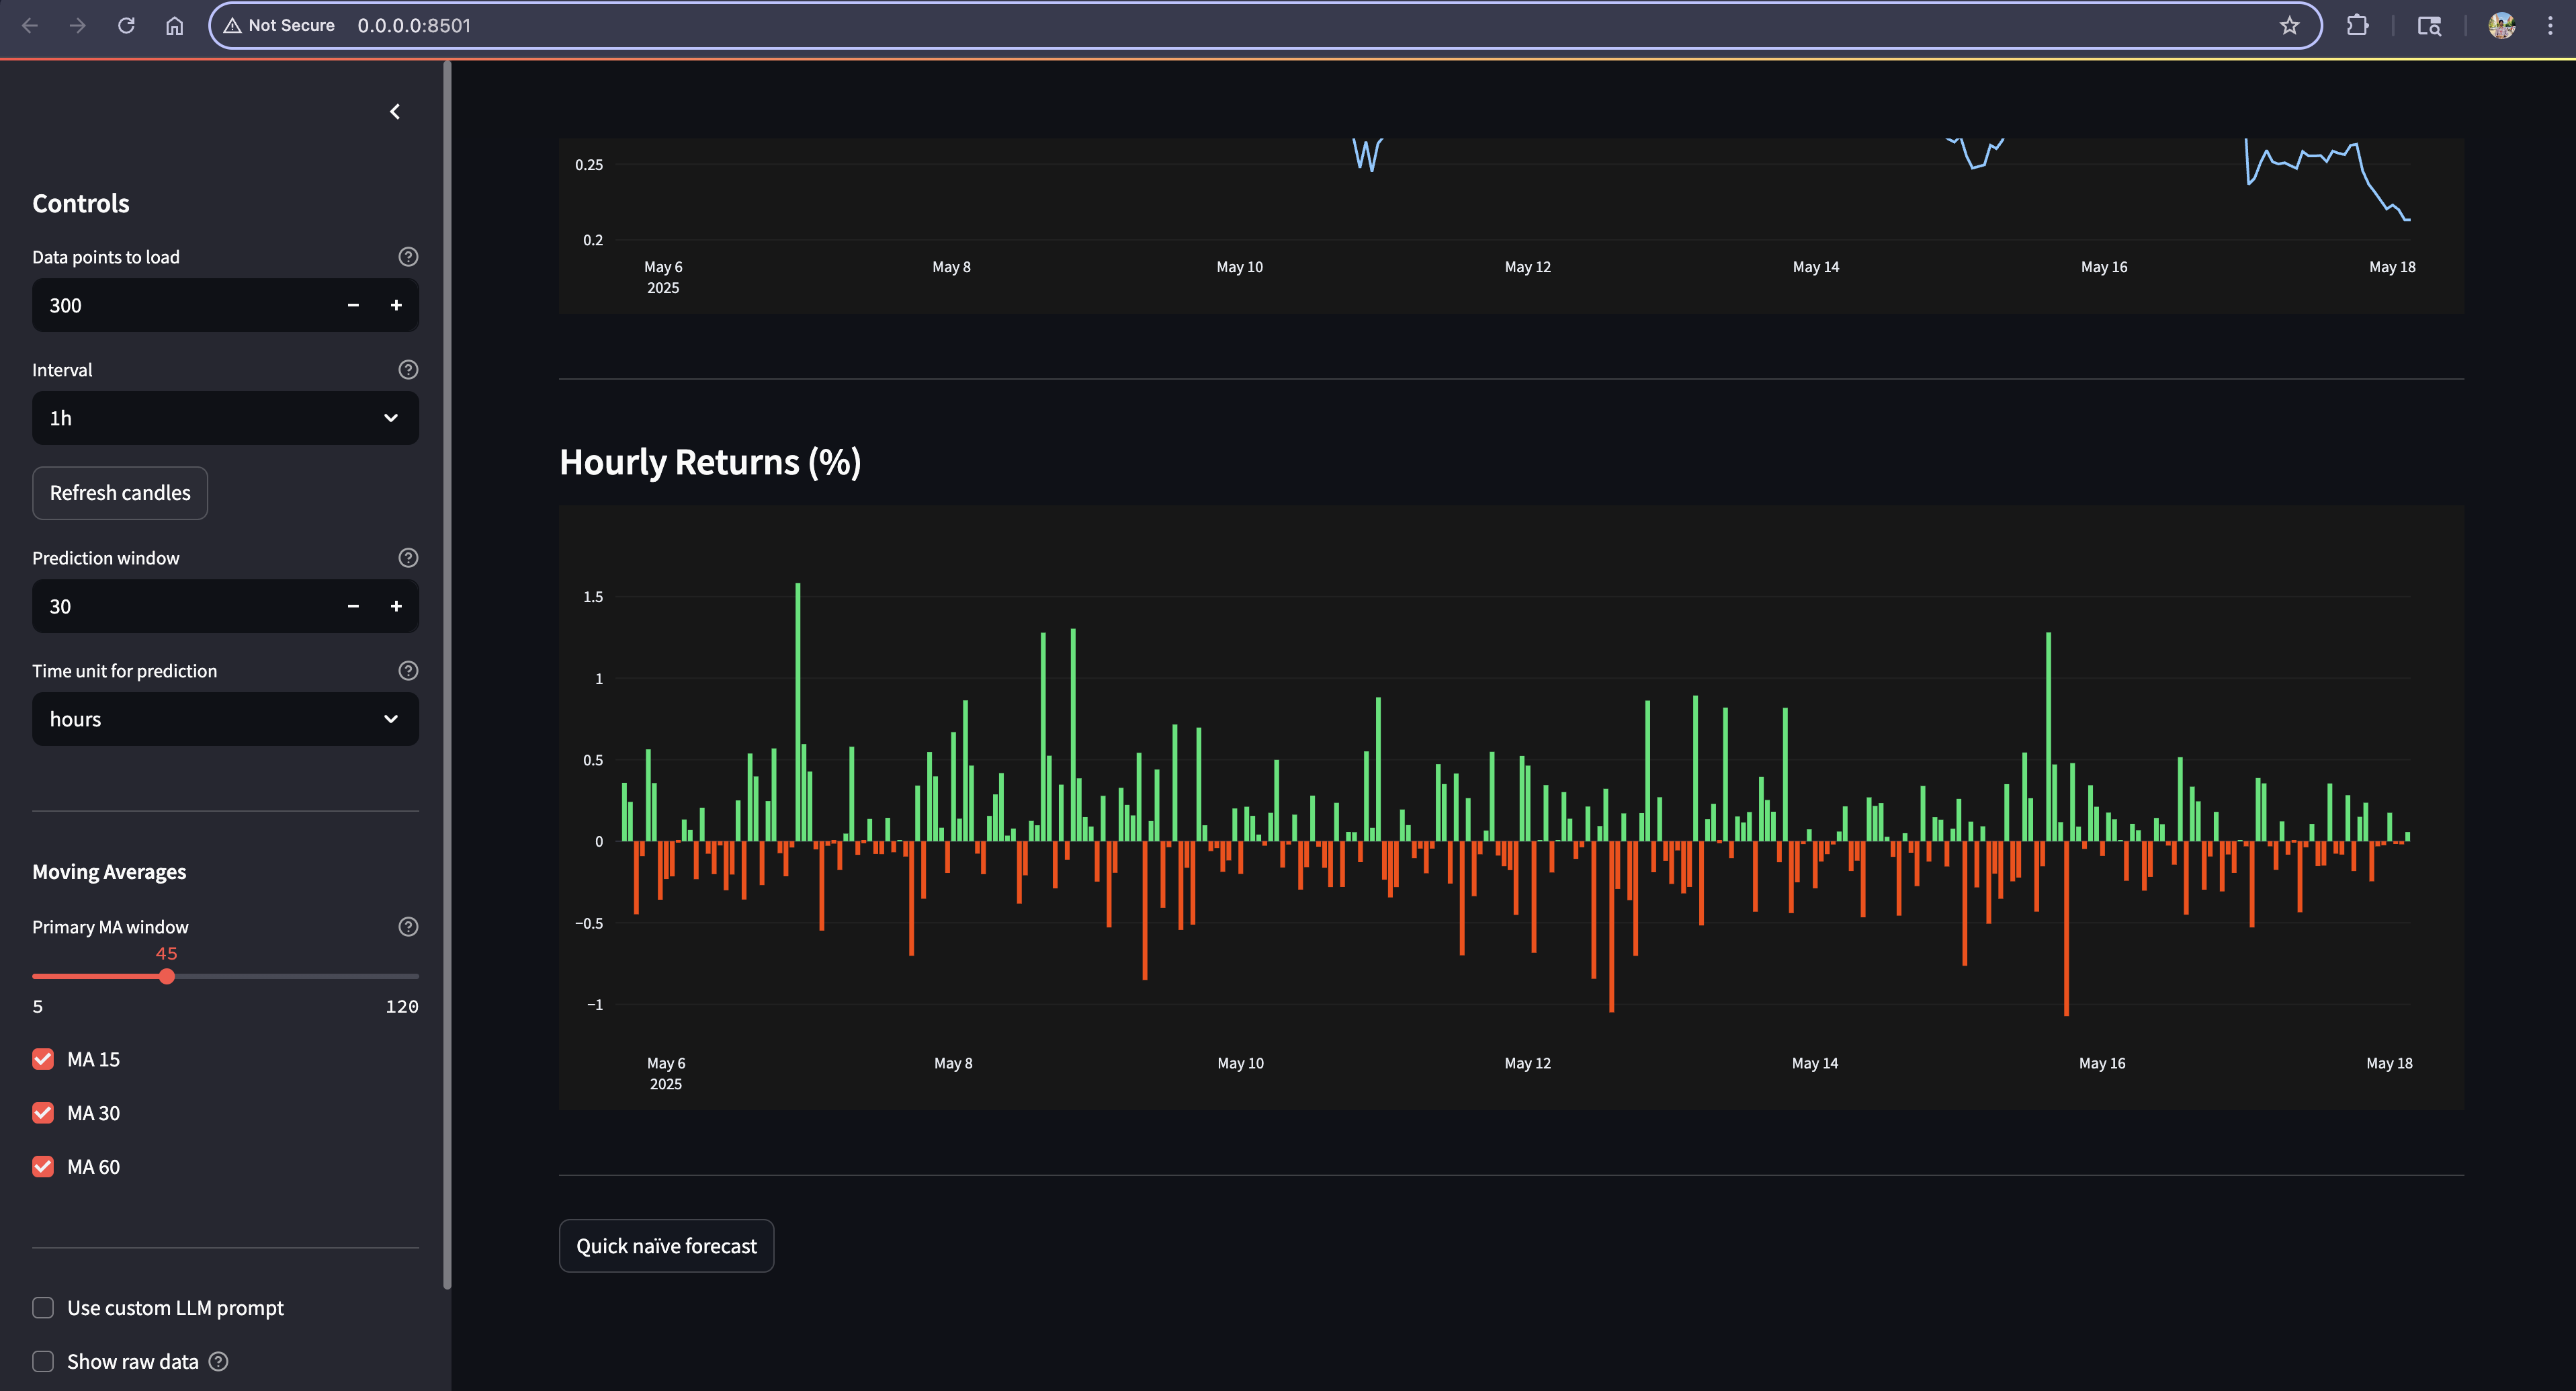 Not Secure 0.0.0.0:8501
Controls
Data points to load
300
Interval
1h
Refresh candles
Prediction window
30
Time unit for prediction
hours
Moving Averages
Primary MA window
45
5 120
MA 15
MA 30
MA 60
Use custom LLM prompt
Show raw data
0.25
0.2
May 6 May 8 May 10 May 12 May 14 May 16 May 18
2025
Hourly Returns (%)
1.5
1
0.5
0
−0.5
−1
May 6 May 8 May 10 May 12 May 14 May 16 May 18
2025
Quick naïve forecast